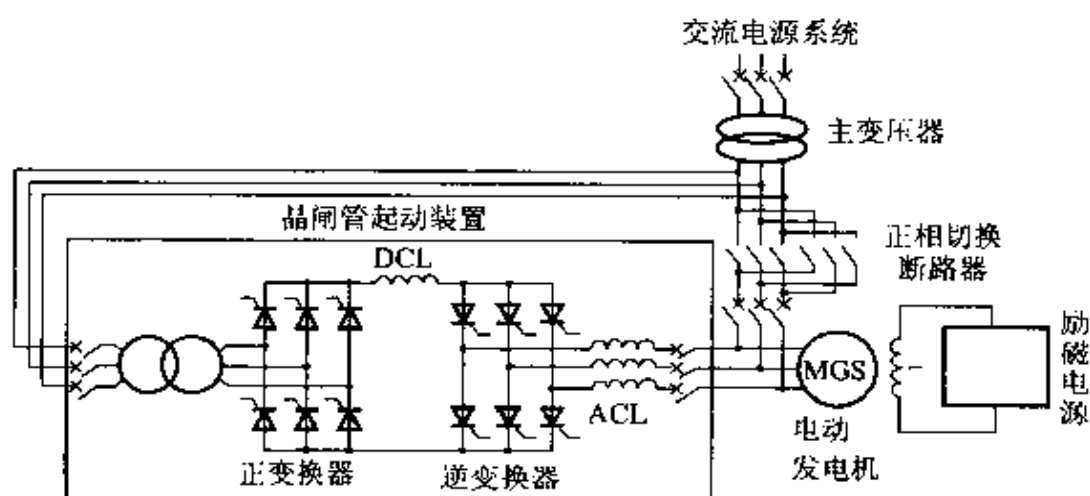 交流电源系统
主变压器
晶闸管起动装置
正相切换
断路器
DCL
励磁电源
MGS
ACL
电动
发电机
正变换器
逆变换器